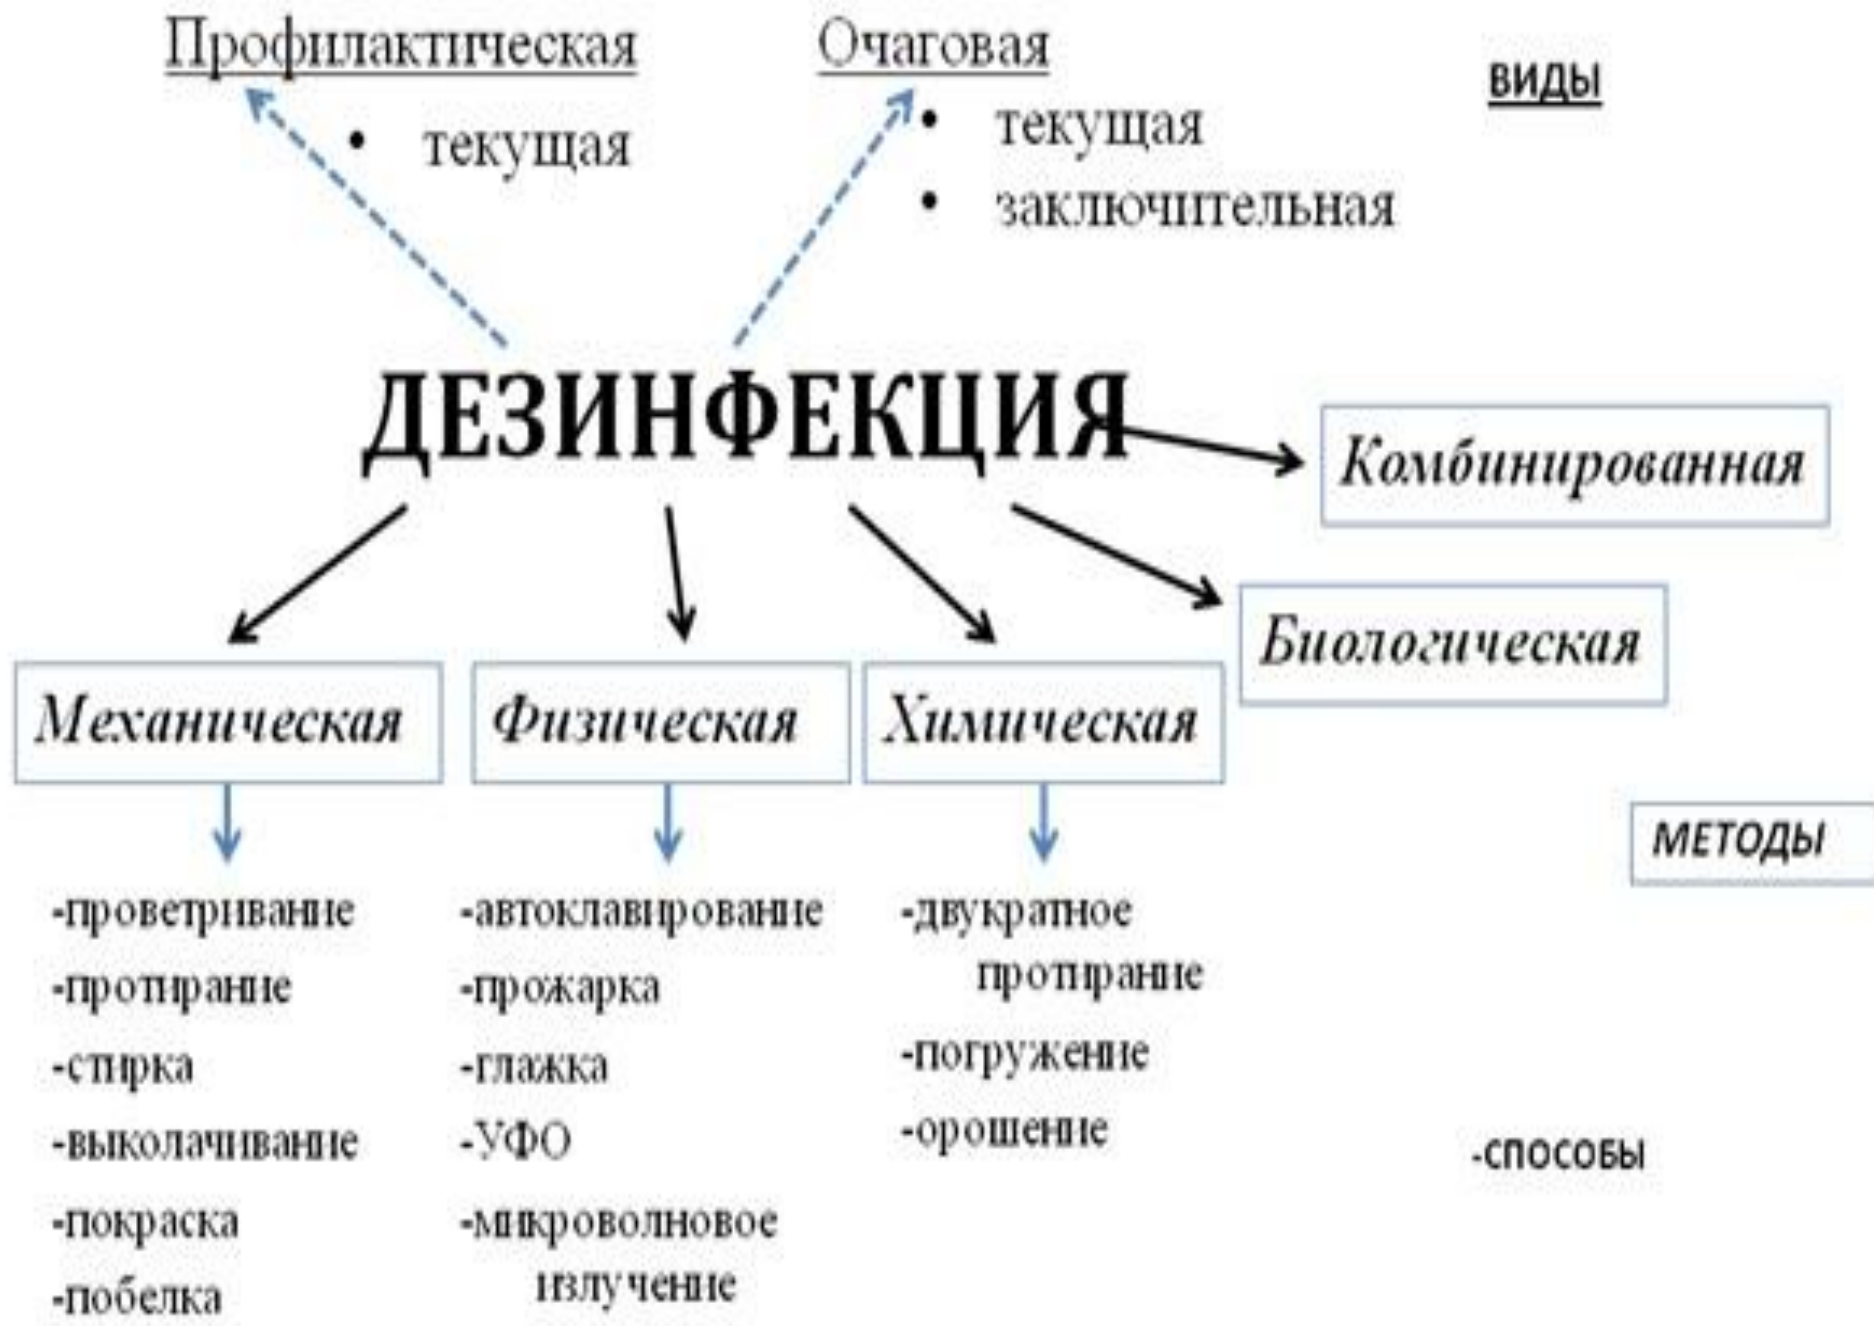 Профилактическая
• текущая
Очаговая
• текущая
• заключительная
ВИДЫ
ДЕЗИНФЕКЦИЯ
Комбинированная
Биологическая
Механическая
Физическая
Химическая
МЕТОДЫ
-проветривание
-протирание
-стирка
-выколачивание
-покраска
-побелка
-автоклавирование
-прожарка
-глажка
-УФО
-микроволновое
излучение
-двукратное
протирание
-погружение
-орошение
-СПОСОБЫ